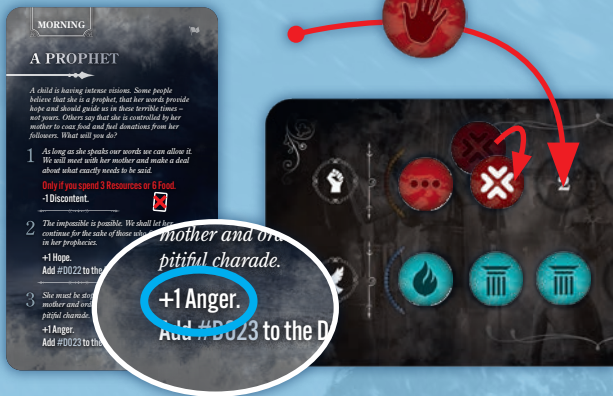 MORNING
A PROPHET
A child is having intense visions. Some people
believe that she is a prophet, that her words provide
hope and should guide us in these terrible times –
not yours. Others say that she is controlled by her
mother to coax food and fuel donations from her
followers. What will you do?
1 As long as she speaks our words we can allow it.
We will meet with her mother and make a deal
about what exactly needs to be said.
Only if you spend 3 Resources or 6 Food.
-1 Discontent.
2 The impossible is possible. We shall let her
continue for the sake of those who
in her prophecies.
+1 Hope.
Add #D022 to the
3 She must be stop
mother and ord
pitiful charade.
+1 Anger.
Add #D023 to the
mother and ord
pitiful charade.
+1 Anger.
Add #D023 to the D
2